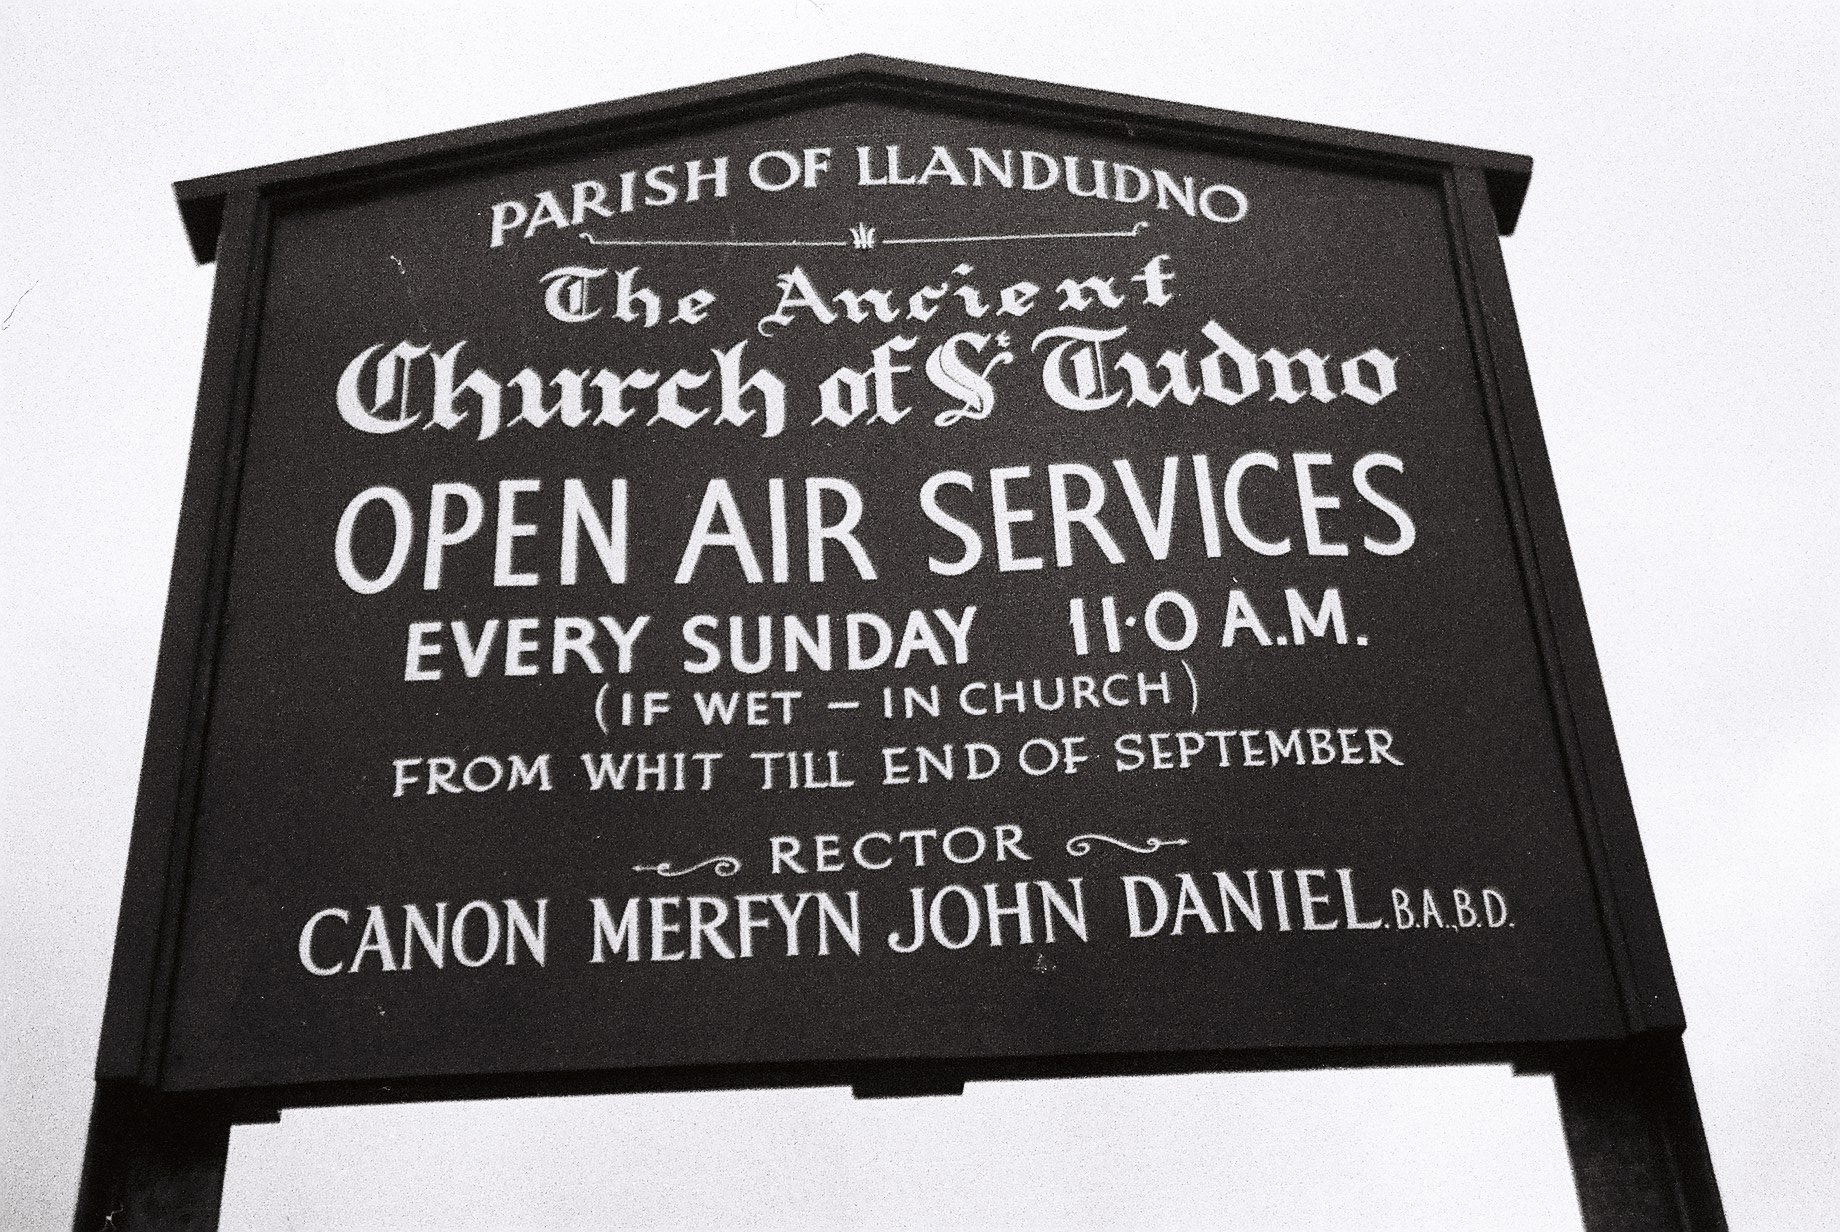 PARISH OF LLANDUDNO
The Ancient
Church of St Tudno
OPEN AIR SERVICES
EVERY SUNDAY 11·0 A.M.
(IF WET – IN CHURCH)
FROM WHIT TILL END OF SEPTEMBER
RECTOR
CANON MERFYN JOHN DANIEL. B.A., B.D.